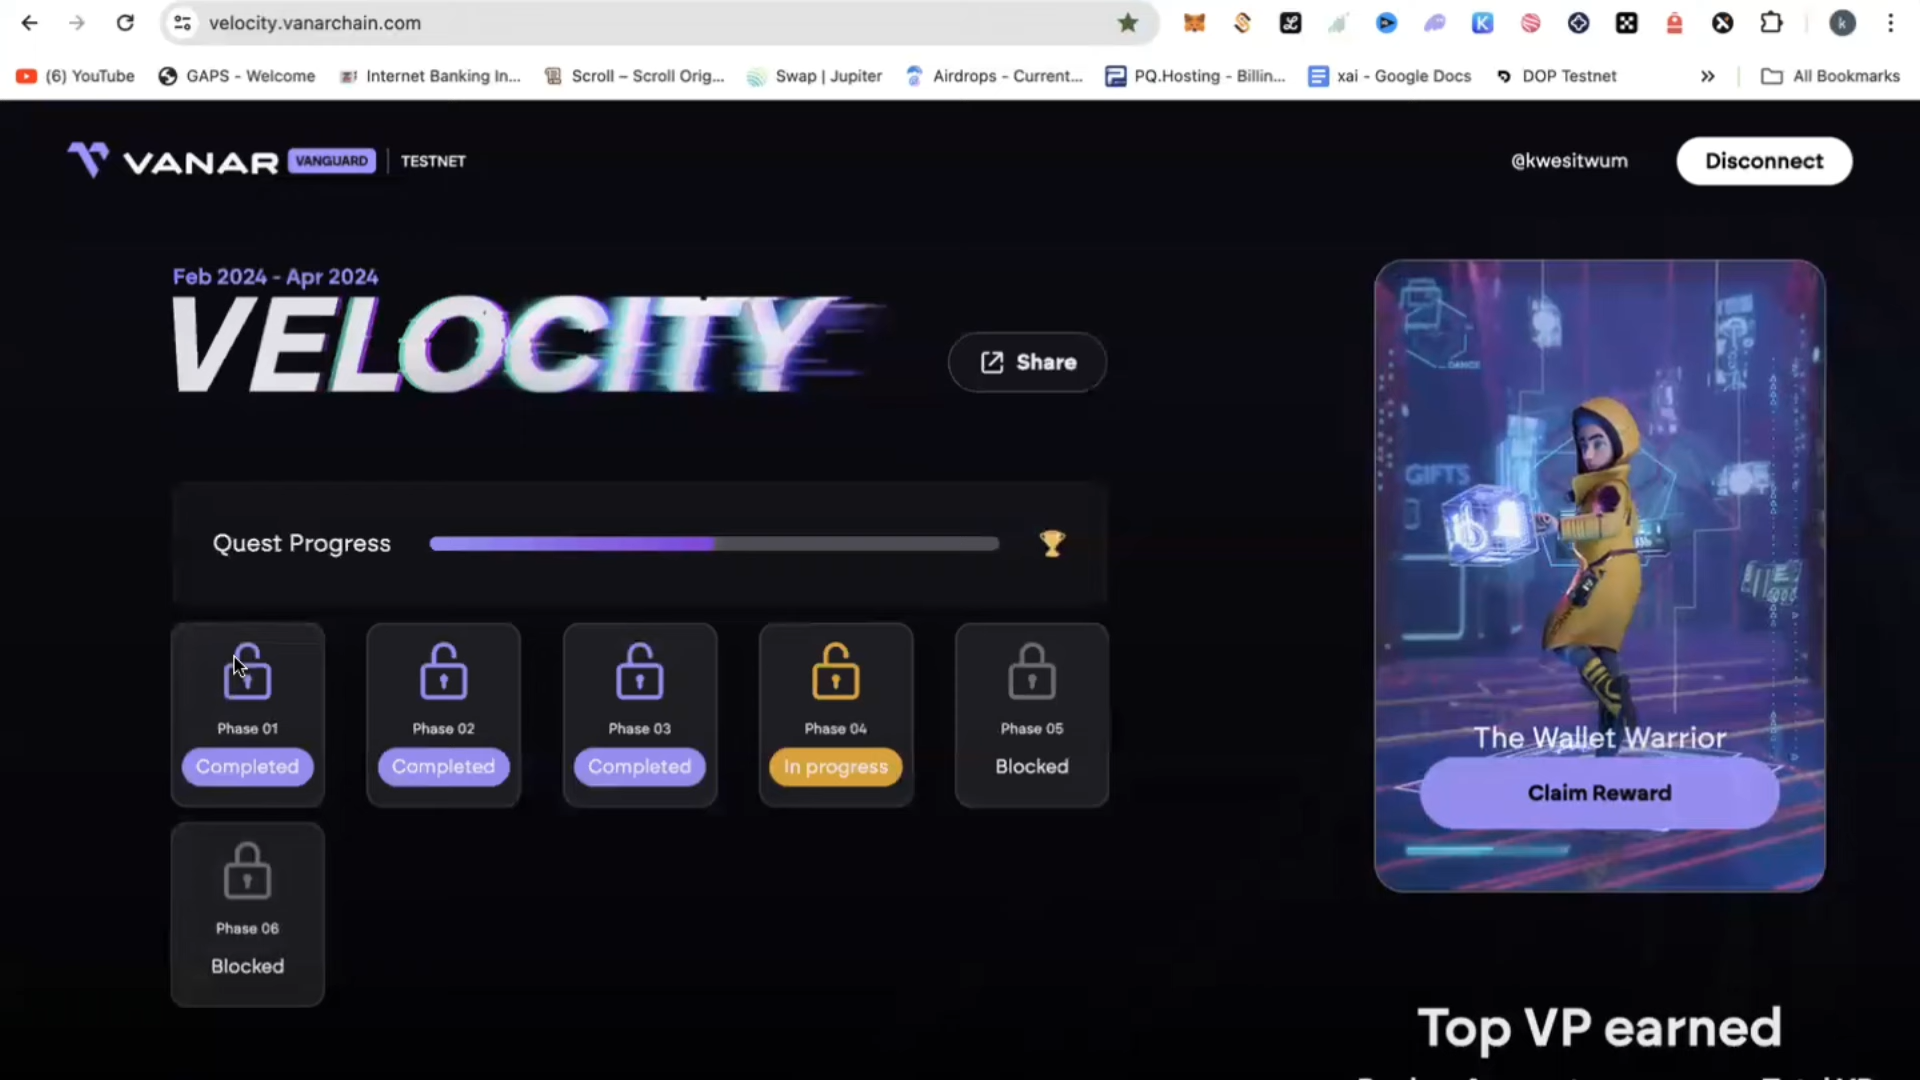 velocity.vanarchain.com
k
(6) YouTube
GAPS - Welcome
Internet Banking In...
Scroll – Scroll Orig...
Swap | Jupiter
Airdrops - Current...
PQ.Hosting - Billin...
xai - Google Docs
DOP Testnet
All Bookmarks
VANAR VANGUARD | TESTNET
@kwesitwum
Disconnect
Feb 2024 - Apr 2024
VELOCITY
Share
Quest Progress
Phase 01
Completed
Phase 02
Completed
Phase 03
Completed
Phase 04
In progress
Phase 05
Blocked
Phase 06
Blocked
GIFTS
The Wallet Warrior
Claim Reward
Top VP earned